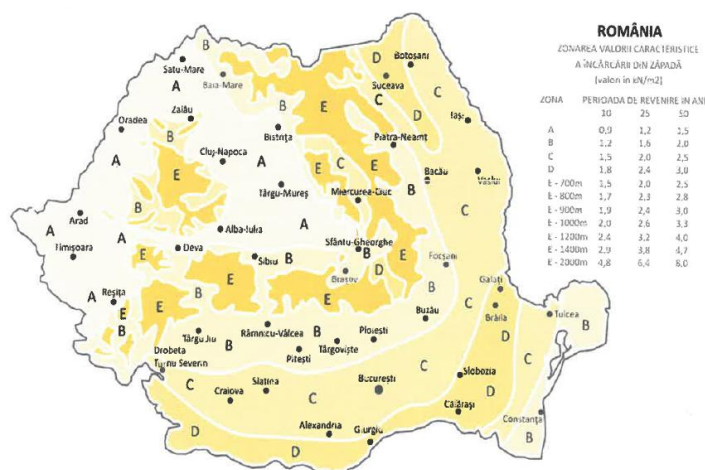 ROMÂNIA
ZONAREA VALORII CARACTERISTICE
A ÎNCĂRCĂRII DIN ZĂPADĂ
(valori in kN/m2)
ZONA PERIOADA DE REVENIRE IN ANI
10 25 50
A 0,9 1,2 1,5
B 1,2 1,6 2,0
C 1,5 2,0 2,5
D 1,8 2,4 3,0
E - 700m 1,5 2,0 2,5
E - 800m 1,7 2,3 2,8
E - 900m 1,9 2,4 3,0
E - 1000m 2,0 2,6 3,3
E - 1200m 2,4 3,2 4,0
E - 1400m 2,9 3,8 4,7
E - 2000m 4,8 6,4 8,0
B
D
Botoșani
Satu-Mare
Suceava
Baia-Mare
A
E
C
C
Zalău
B
D
Iași
Oradea
B
Bistrița
Piatra-Neamț
Cluj-Napoca
A
C
E
A
E
Bacău
Vaslui
Târgu-Mureș
Miercurea-Ciuc
B
C
Arad
B
E
A
Alba-Iulia
A
A
Sfântu-Gheorghe
Timișoara
E
Deva
Sibiu
B
B
D
E
Focșani
Brașov
E
Reșița
A
E
B
E
E
B
Galați
E
B
Buzău
C
Brăila
Tulcea
B
Târgu Jiu
Râmnicu-Vâlcea
B
Ploiești
B
Pitești
Târgoviște
D
C
Drobeta
Turnu Severin
C
Slobozia
București
C
Slatina
C
Craiova
D
Călărași
Constanța
D
Alexandria
Giurgiu
D
B